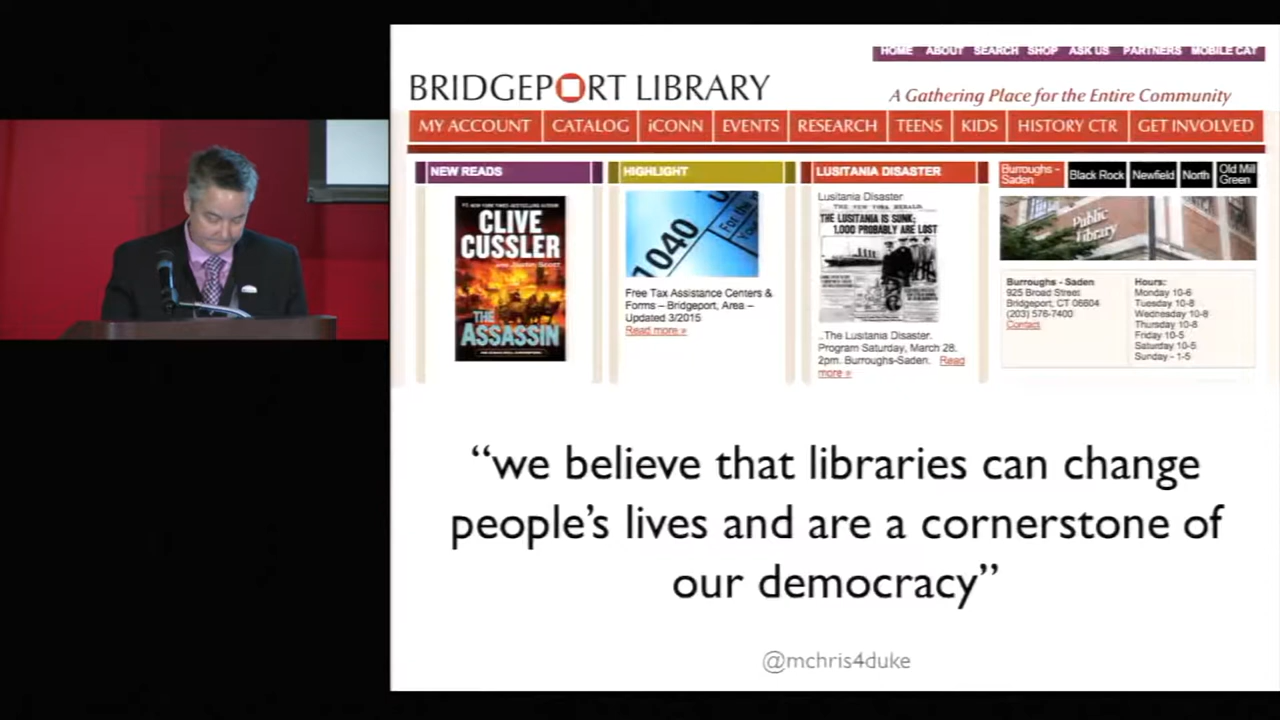 HOME ABOUT SEARCH SHOP ASK US PARTNERS MOBILE CAT
BRIDGEPORT LIBRARY
A Gathering Place for the Entire Community
MY ACCOUNT CATALOG iCONN EVENTS RESEARCH TEENS KIDS HISTORY CTR GET INVOLVED
NEW READS
CLIVE
CUSSLER
with Justin Scott
THE
ASSASSIN
HIGHLIGHT
1040
Free Tax Assistance Centers &
Forms – Bridgeport, Area –
Updated 3/2015
Read more »
LUSITANIA DISASTER
Lusitania Disaster
THE NEW YORK HERALD.
THE LUSITANIA IS SUNK;
1,000 PROBABLY ARE LOST
..The Lusitania Disaster.
Program Saturday, March 28.
2pm. Burroughs-Saden. Read
more »
Burroughs -
Saden
Black Rock
Newfield
North
Old Mill
Green
Public
Library
Burroughs - Saden
925 Broad Street
Bridgeport, CT 06604
(203) 576-7400
Contact
Hours:
Monday 10-6
Tuesday 10-8
Wednesday 10-8
Thursday 10-8
Friday 10-5
Saturday 10-5
Sunday - 1-5
“we believe that libraries can change
people’s lives and are a cornerstone of
our democracy”
@mchris4duke